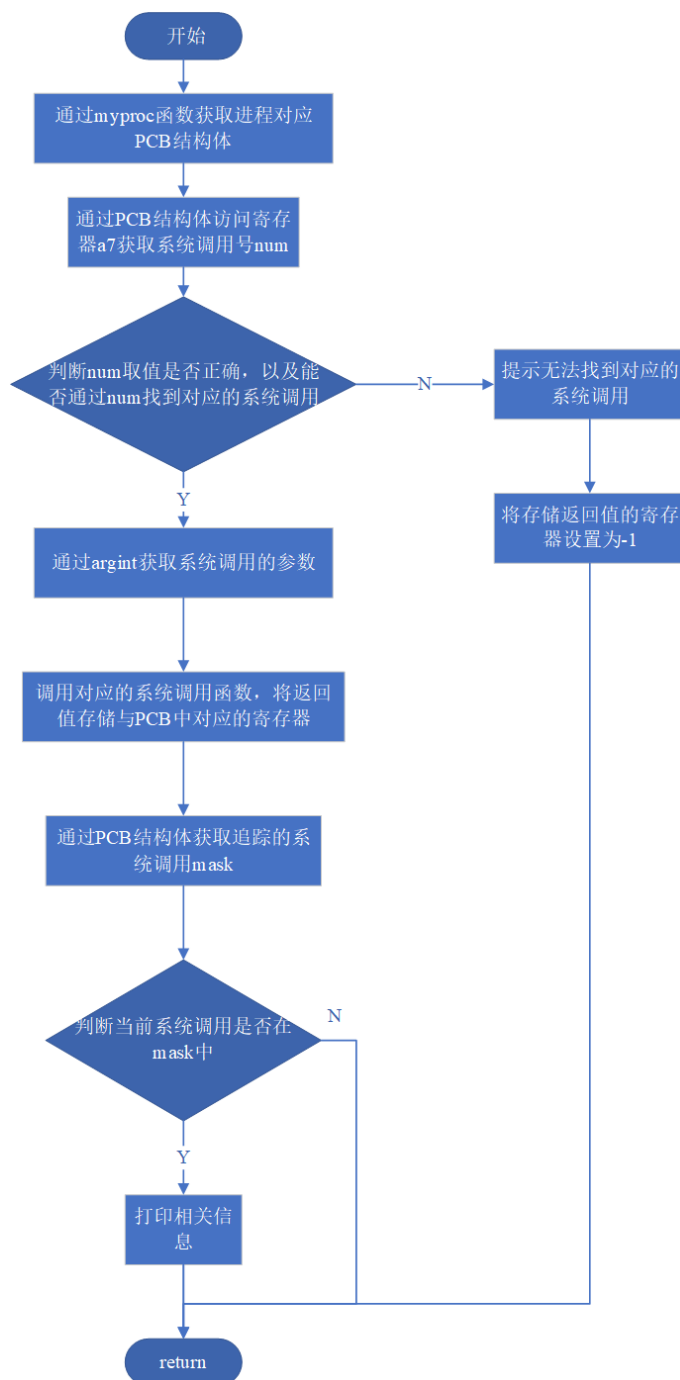 开始
通过myproc函数获取进程对应
PCB结构体
通过PCB结构体访问寄存
器a7获取系统调用号num
判断num取值是否正确，以及能
否通过num找到对应的系统调用
N
提示无法找到对应的
系统调用
Y
将存储返回值的寄存
器设置为-1
通过argint获取系统调用的参数
调用对应的系统调用函数，将返回
值存储与PCB中对应的寄存器
通过PCB结构体获取追踪的系
统调用mask
判断当前系统调用是否在
mask中
N
Y
打印相关信
息
return